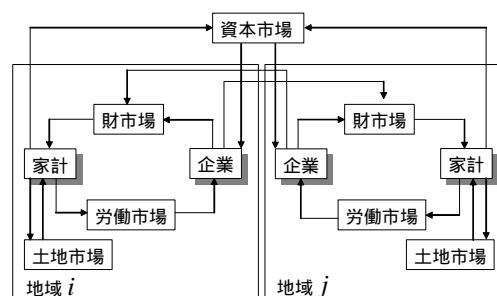 資本市場
財市場
財市場
家計
企業
企業
家計
労働市場
労働市場
土地市場
土地市場
地域 i
地域 j